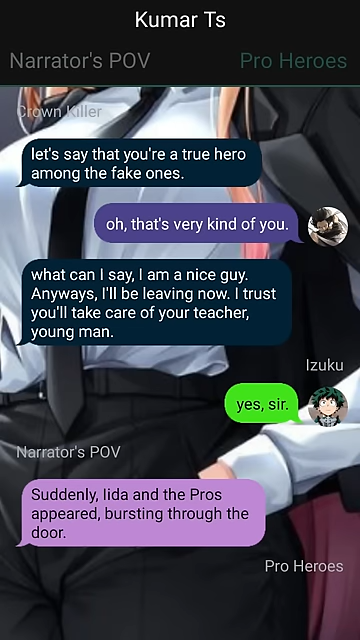 Kumar Ts
Narrator's POV
Pro Heroes
Crown Killer
let's say that you're a true hero
among the fake ones.
oh, that's very kind of you.
what can I say, I am a nice guy.
Anyways, I'll be leaving now. I trust
you'll take care of your teacher,
young man.
Izuku
yes, sir.
Narrator's POV
Suddenly, Iida and the Pros
appeared, bursting through the
door.
Pro Heroes